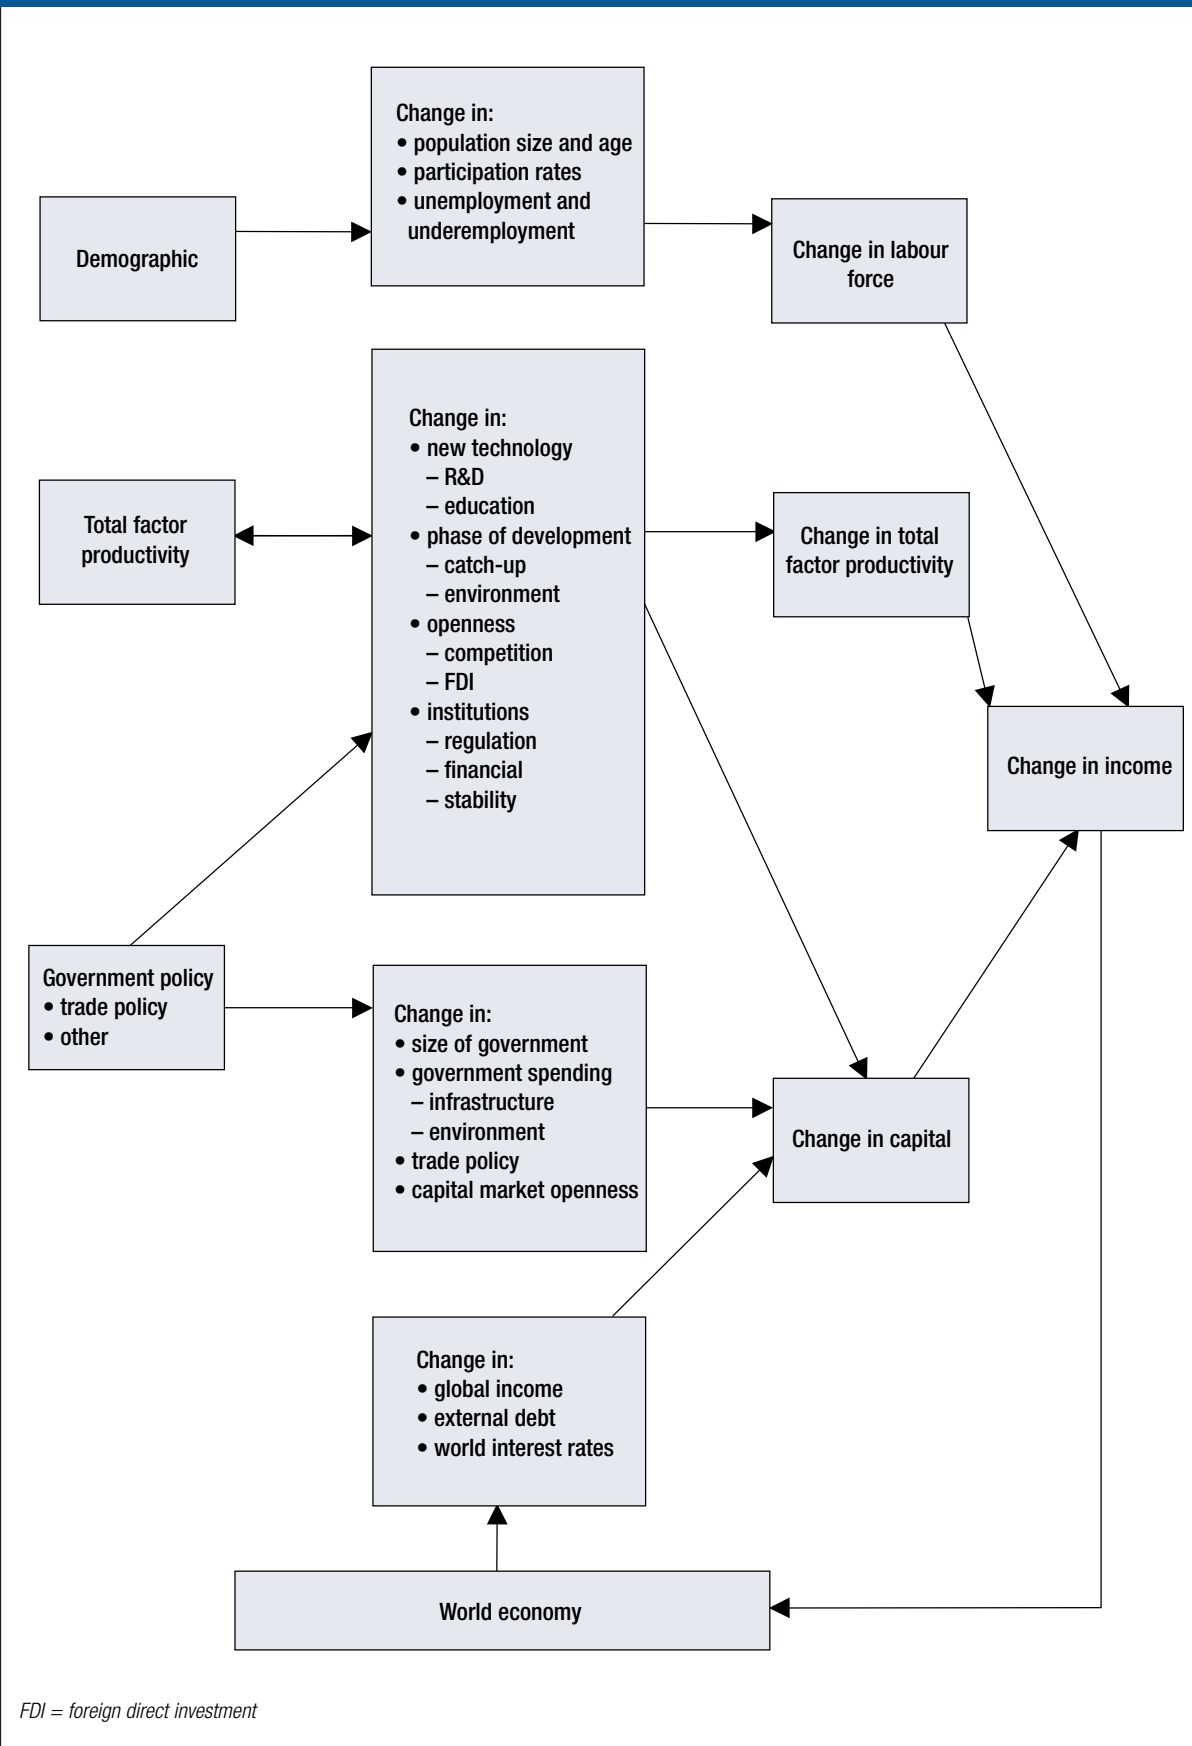 Change in:
• population size and age
• participation rates
• unemployment and
underemployment
Demographic
Change in labour
force
Change in:
• new technology
– R&D
– education
• phase of development
– catch-up
– environment
• openness
– competition
– FDI
• institutions
– regulation
– financial
– stability
Total factor
productivity
Change in total
factor productivity
Change in income
Government policy
• trade policy
• other
Change in:
• size of government
• government spending
– infrastructure
– environment
• trade policy
• capital market openness
Change in capital
Change in:
• global income
• external debt
• world interest rates
World economy
FDI = foreign direct investment